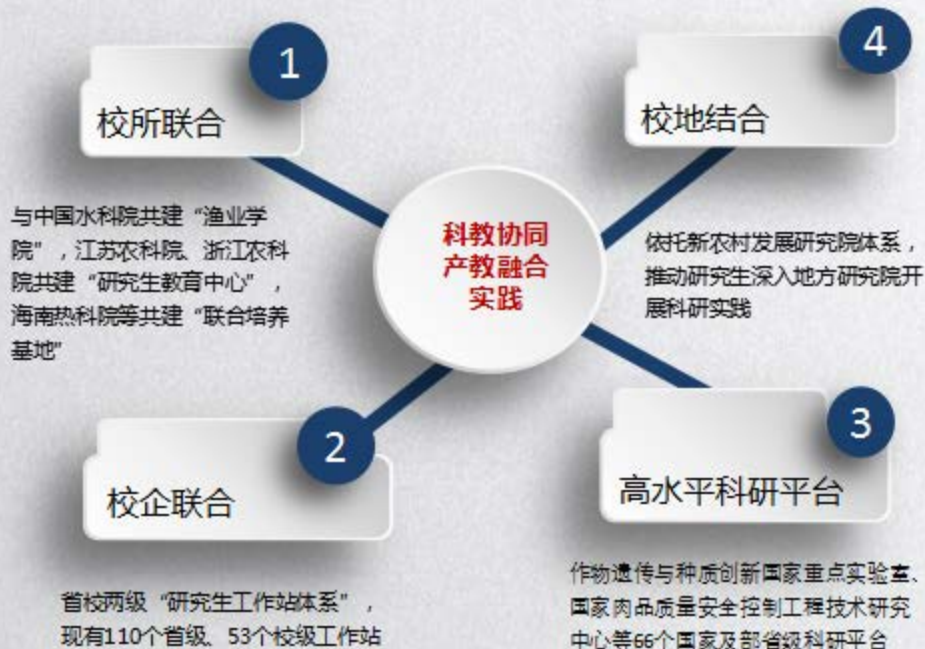 1
校所联合
与中国水科院共建“渔业学
院”，江苏农科院、浙江农科
院共建“研究生教育中心”，
海南热科院等共建“联合培养
基地”
2
校企联合
省校两级“研究生工作站体系”，
现有110个省级、53个校级工作站
科教协同
产教融合
实践
4
校地结合
依托新农村发展研究院体系，
推动研究生深入地方研究院开
展科研实践
3
高水平科研平台
作物遗传与种质创新国家重点实验室、
国家肉品质量安全控制工程技术研究
中心等66个国家及部省级科研平台